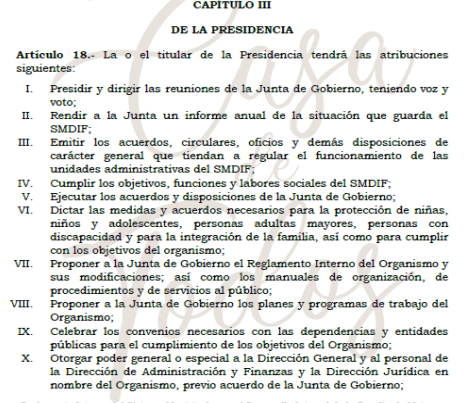 CAPÍTULO III
DE LA PRESIDENCIA
Artículo 18.- La o el titular de la Presidencia tendrá las atribuciones
siguientes:
I. Presidir y dirigir las reuniones de la Junta de Gobierno, teniendo voz y
voto;
II. Rendir a la Junta un informe anual de la situación que guarda el
SMDIF;
III. Emitir los acuerdos, circulares, oficios y demás disposiciones de
carácter general que tiendan a regular el funcionamiento de las
unidades administrativas del SMDIF;
IV. Cumplir los objetivos, funciones y labores sociales del SMDIF;
V. Ejecutar los acuerdos y disposiciones de la Junta de Gobierno;
VI. Dictar las medidas y acuerdos necesarios para la protección de niñas,
niños y adolescentes, personas adultas mayores, personas con
discapacidad y para la integración de la familia, así como para cumplir
con los objetivos del organismo;
VII. Proponer a la Junta de Gobierno el Reglamento Interno del Organismo y
sus modificaciones; así como los manuales de organización, de
procedimientos y de servicios al público;
VIII. Proponer a la Junta de Gobierno los planes y programas de trabajo del
Organismo;
IX. Celebrar los convenios necesarios con las dependencias y entidades
públicas para el cumplimiento de los objetivos del Organismo;
X. Otorgar poder general o especial a la Dirección General y al personal de
la Dirección de Administración y Finanzas y la Dirección Jurídica en
nombre del Organismo, previo acuerdo de la Junta de Gobierno;
Casa
de
Todos